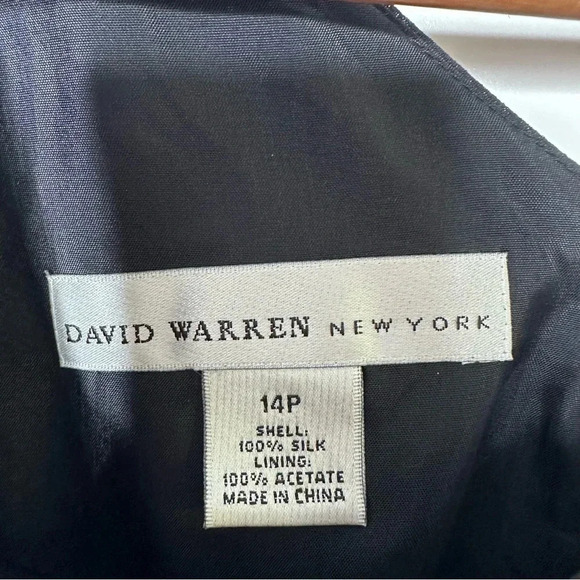 DAVID WARREN NEW YORK
14P
SHELL:
100% SILK
LINING:
100% ACETATE
MADE IN CHINA